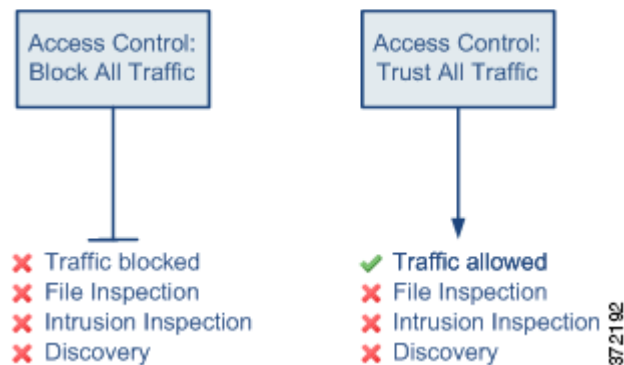 Access Control:
Block All Traffic
Traffic blocked
File Inspection
Intrusion Inspection
Discovery
Access Control:
Trust All Traffic
Traffic allowed
File Inspection
Intrusion Inspection
Discovery
372192